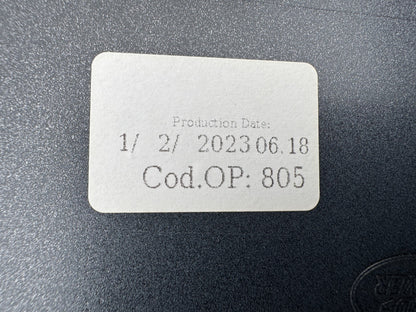 Production Date:
1/ 2/ 2023 06.18
Cod.OP: 805